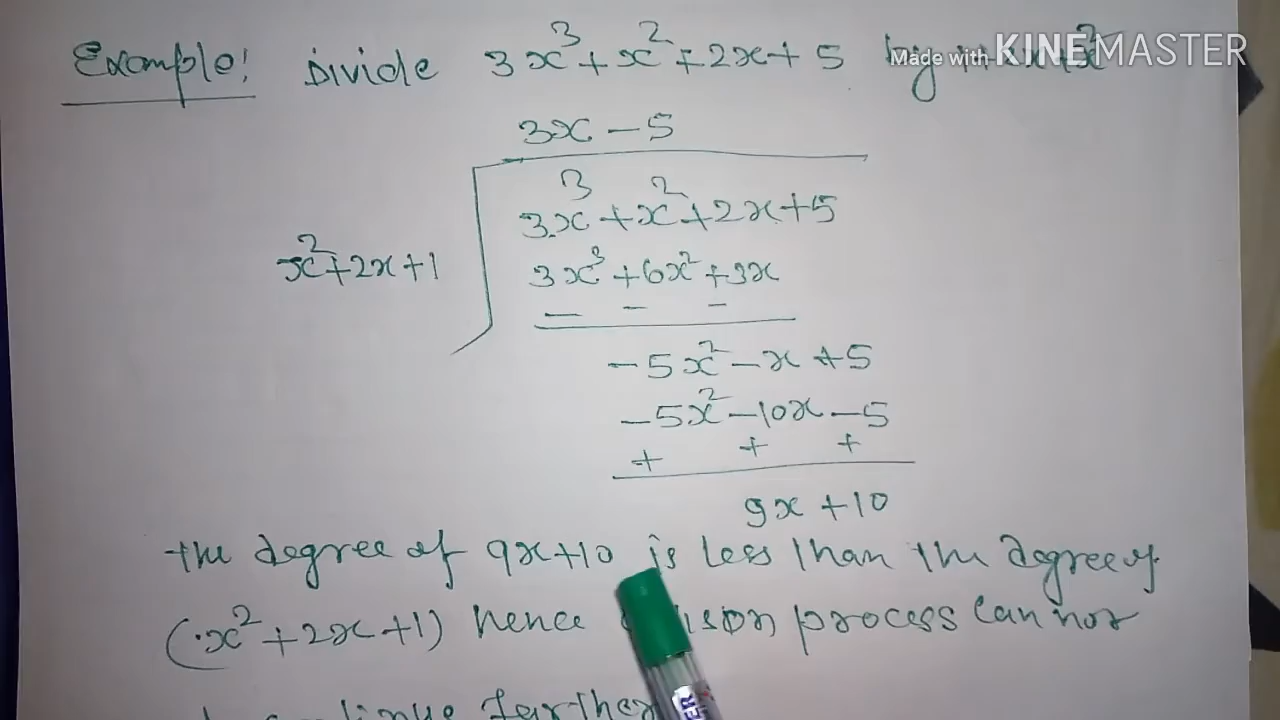 Example! Divide 3x³+x²+2x+5 by
Made with KINEMASTER
3x-5
x²+2x+1
3x³+x²+2x+5
3x³+6x²+3x
- - -
-5x²-x+5
-5x²-10x-5
+ + +
9x+10
the degree of 9x+10 is less than the degree of
(x²+2x+1) hence process can not
further